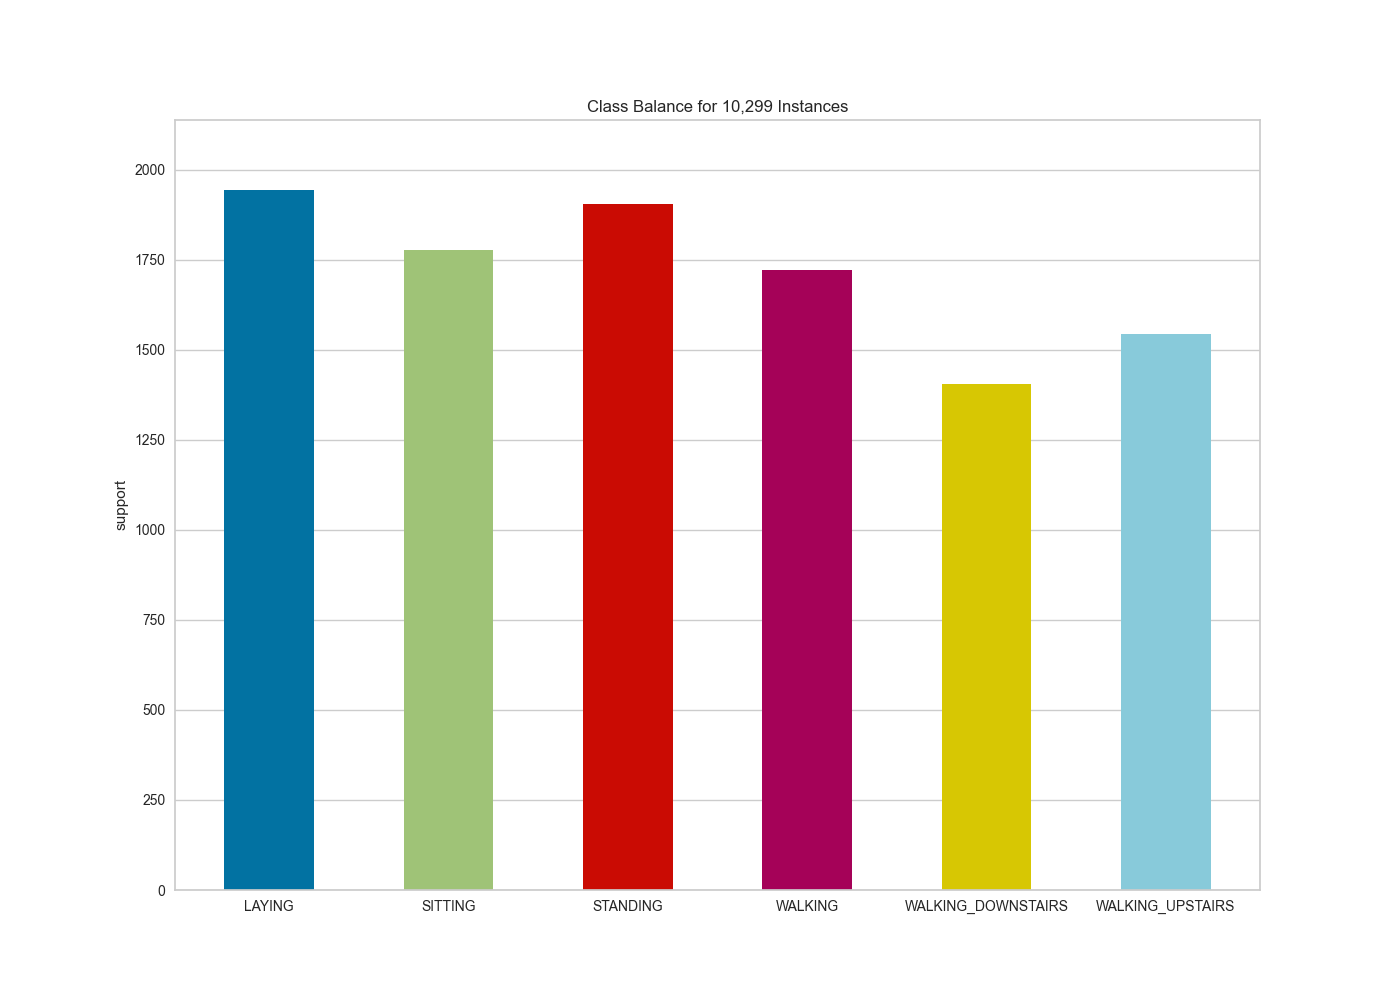 Class Balance for 10,299 Instances
2000
1750
1500
1250
1000
750
500
250
0
support
LAYING
SITTING
STANDING
WALKING
WALKING_DOWNSTAIRS
WALKING_UPSTAIRS